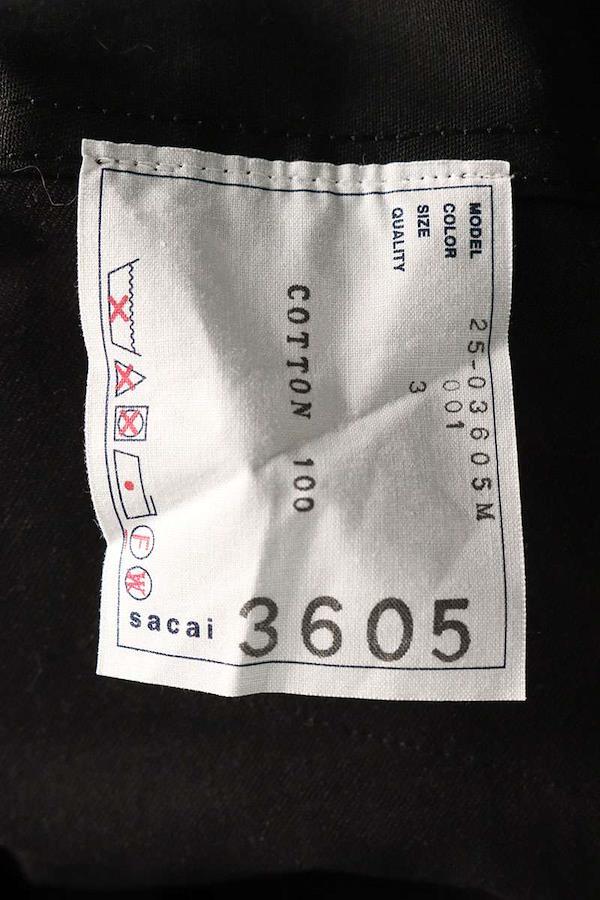 MODEL 25-03605M
COLOR 001
SIZE 3
QUALITY
COTTON 100
F
W
sacai
3605